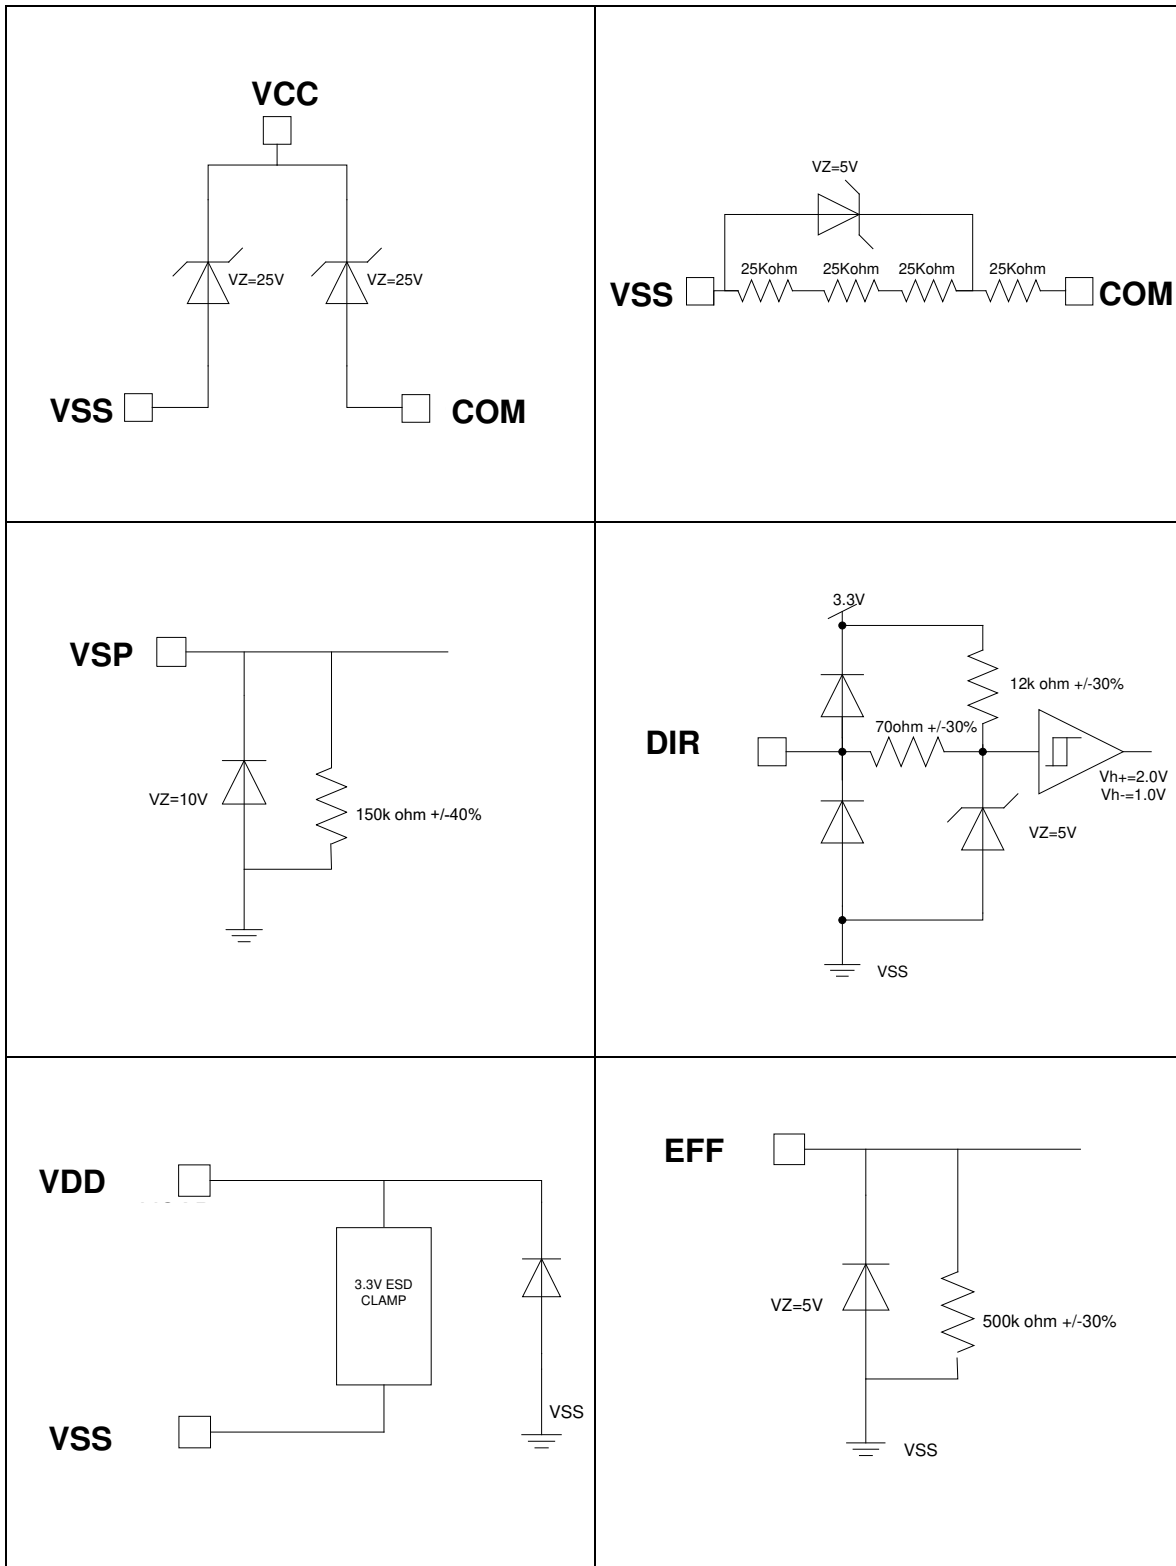 VCC
VZ=25V
VZ=25V
VSS
COM
VZ=5V
25Kohm
25Kohm
25Kohm
25Kohm
VSS
COM
VSP
VZ=10V
150k ohm +/-40%
3.3V
12k ohm +/-30%
70ohm +/-30%
DIR
Vh+=2.0V
Vh-=1.0V
VZ=5V
VSS
VDD
3.3V ESD
CLAMP
VSS
VSS
EFF
VZ=5V
500k ohm +/-30%
VSS